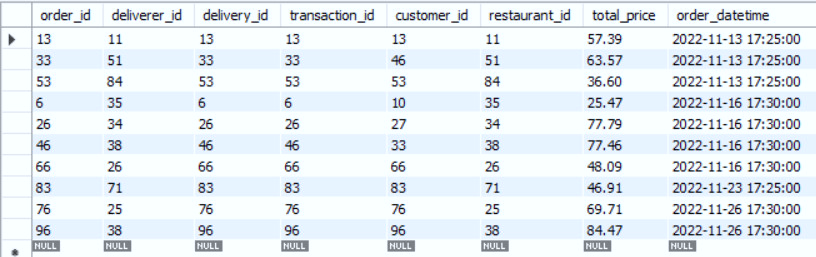 order_id deliverer_id delivery_id transaction_id customer_id restaurant_id total_price order_datetime
13 11 13 13 13 11 57.39 2022-11-13 17:25:00
33 51 33 33 46 51 63.57 2022-11-13 17:25:00
53 84 53 53 53 84 36.60 2022-11-13 17:25:00
6 35 6 6 10 35 25.47 2022-11-16 17:30:00
26 34 26 26 27 34 77.79 2022-11-16 17:30:00
46 38 46 46 33 38 77.46 2022-11-16 17:30:00
66 26 66 66 66 26 48.09 2022-11-16 17:30:00
83 71 83 83 83 71 46.91 2022-11-23 17:25:00
76 25 76 76 76 25 69.71 2022-11-26 17:30:00
96 38 96 96 96 38 84.47 2022-11-26 17:30:00
NULL NULL NULL NULL NULL NULL NULL NULL